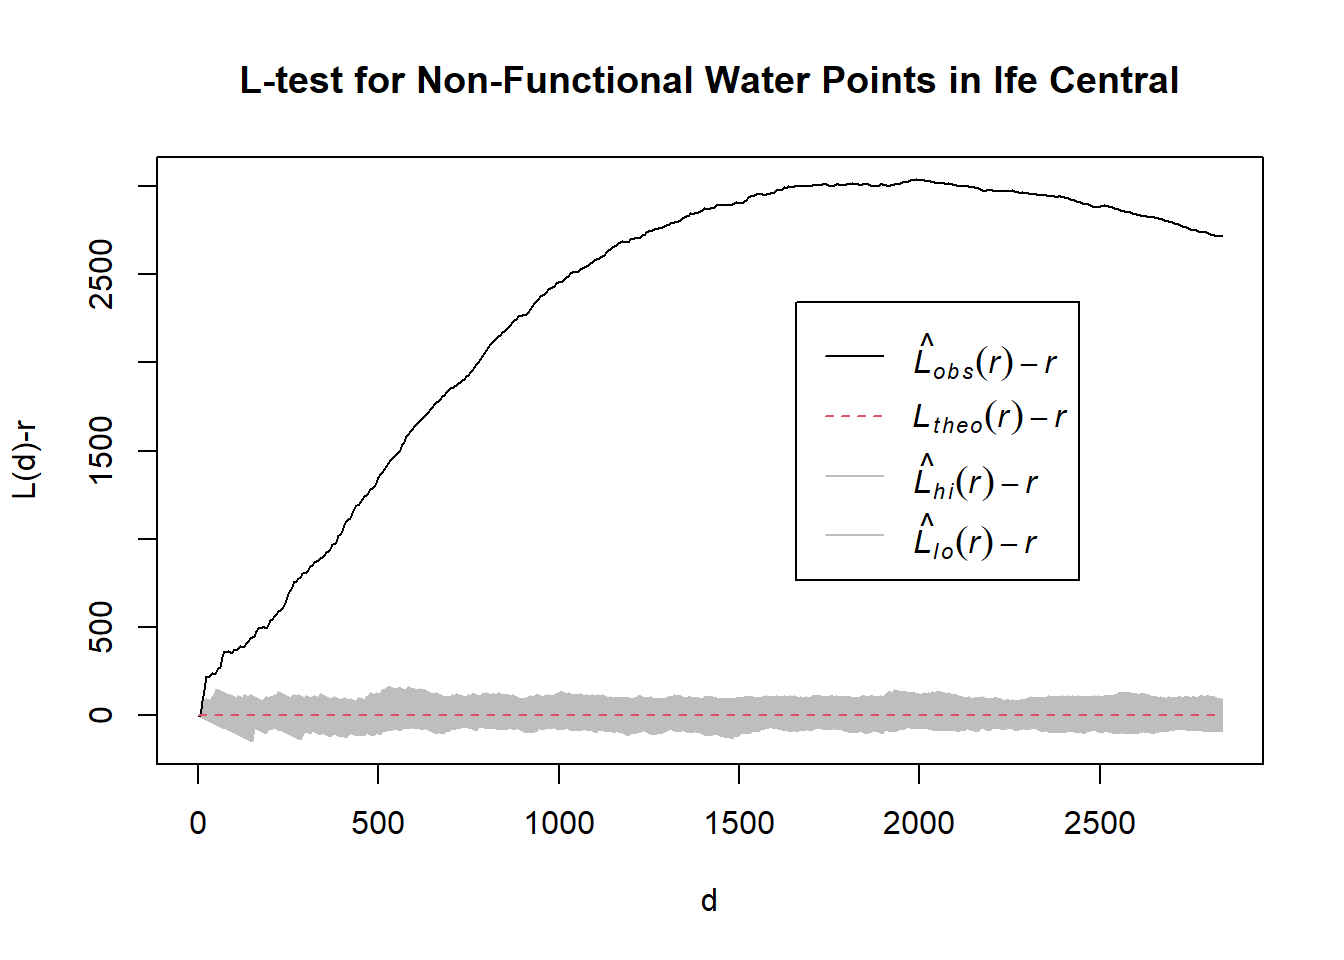 L-test for Non-Functional Water Points in Ife Central
L(d)-r
2500
1500
500
0
L̂obs(r) − r
Ltheo(r) − r
L̂hi(r) − r
L̂lo(r) − r
0 500 1000 1500 2000 2500
d